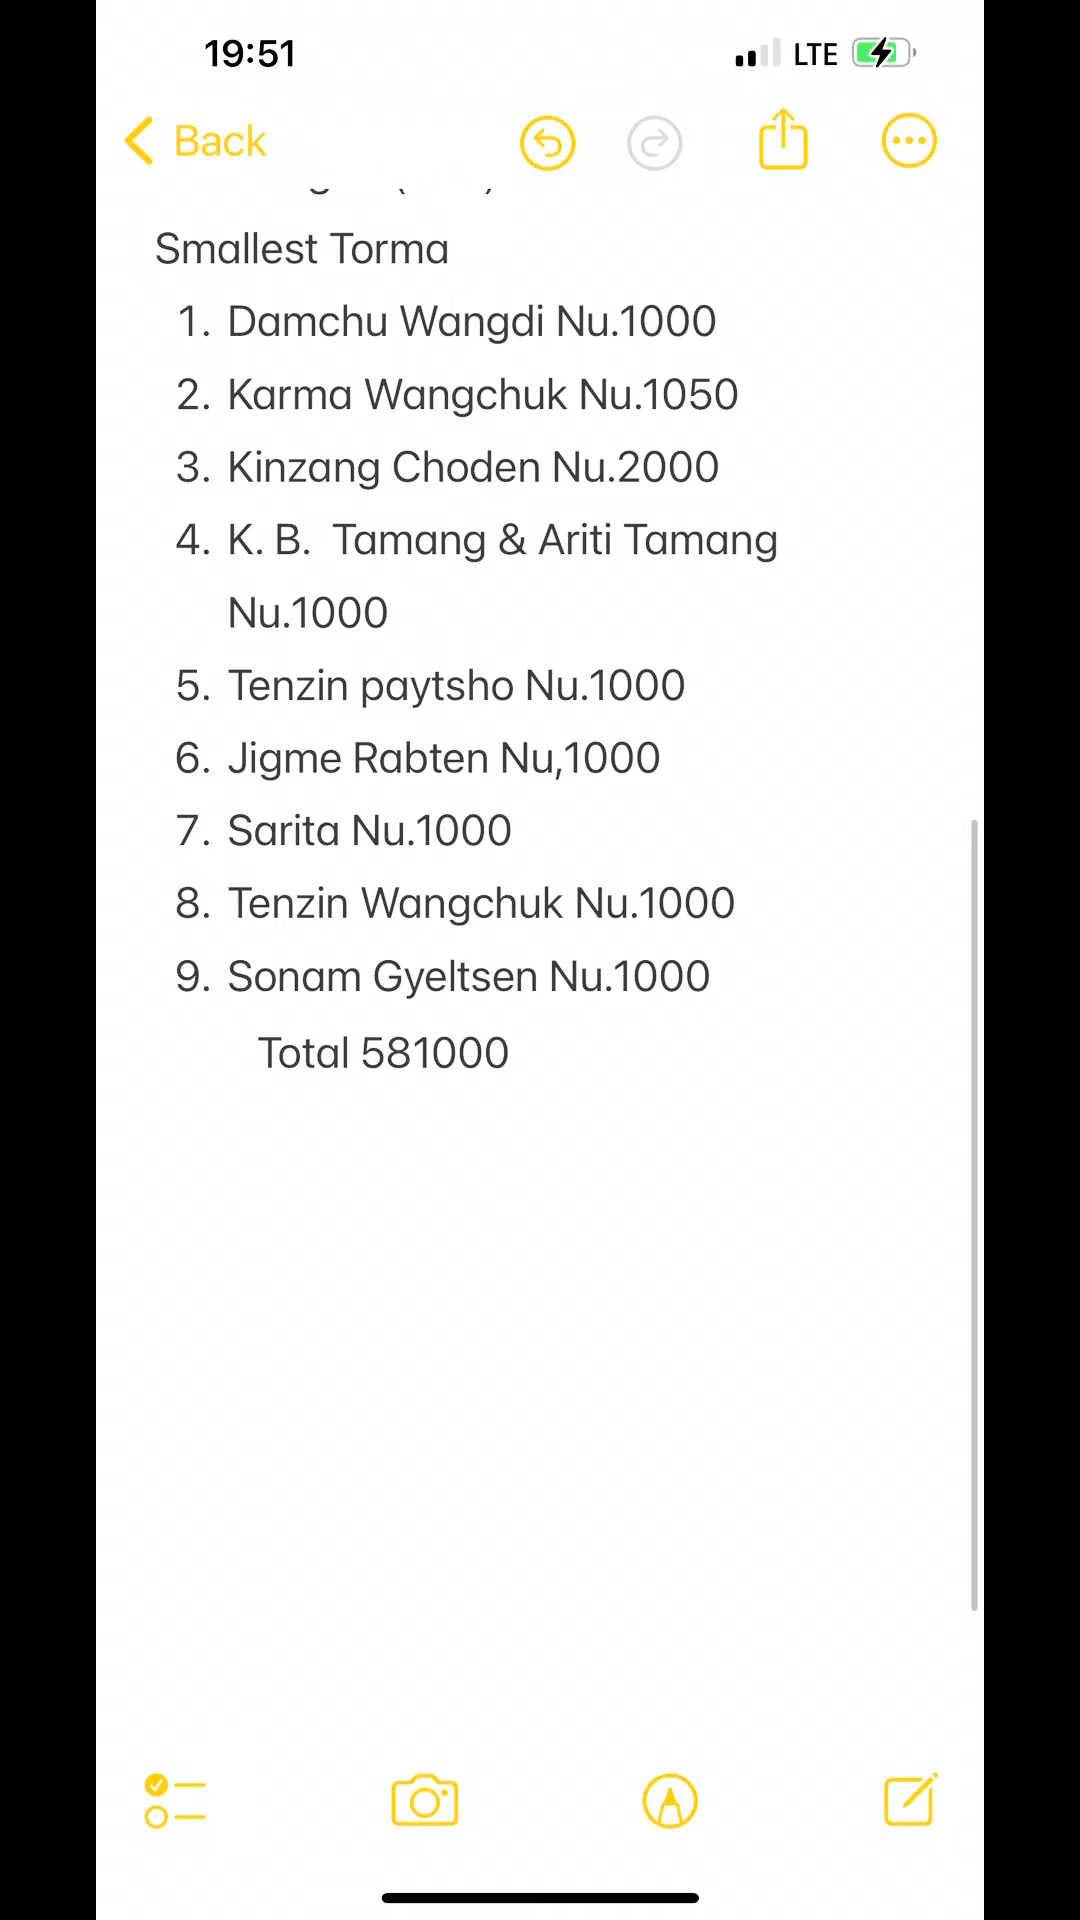 19:51 LTE
Back
Smallest Torma
1. Damchu Wangdi Nu.1000
2. Karma Wangchuk Nu.1050
3. Kinzang Choden Nu.2000
4. K. B.  Tamang & Ariti Tamang
Nu.1000
5. Tenzin paytsho Nu.1000
6. Jigme Rabten Nu,1000
7. Sarita Nu.1000
8. Tenzin Wangchuk Nu.1000
9. Sonam Gyeltsen Nu.1000
Total 581000